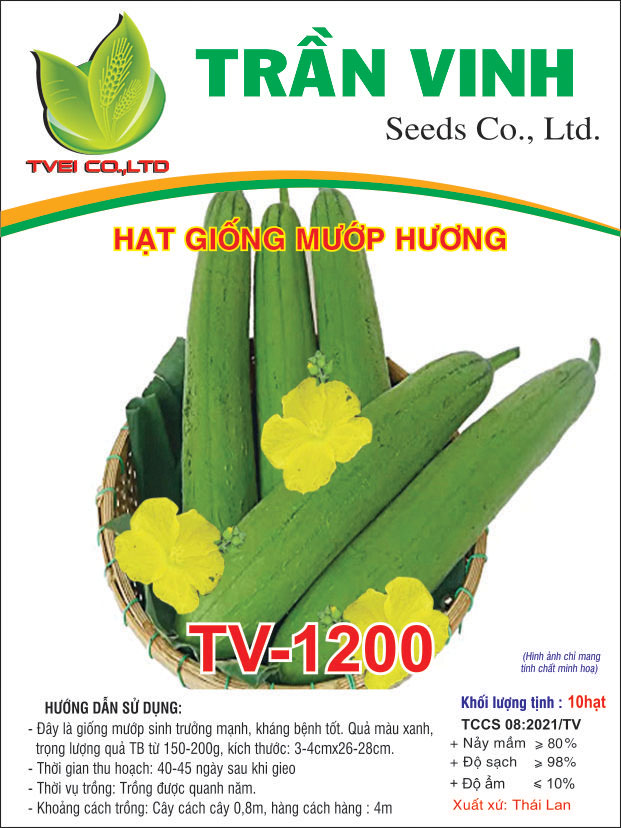 TRẦN VINH
Seeds Co., Ltd.
TVEI CO.,LTD
HẠT GIỐNG MƯỚP HƯƠNG
TV-1200
(Hình ảnh chỉ mang
tính chất minh hoạ)
HƯỚNG DẪN SỬ DỤNG:
- Đây là giống mướp sinh trưởng mạnh, kháng bệnh tốt. Quả màu xanh,
trọng lượng quả TB từ 150-200g, kích thước: 3-4cmx26-28cm.
- Thời gian thu hoạch: 40-45 ngày sau khi gieo
- Thời vụ trồng: Trồng được quanh năm.
- Khoảng cách trồng: Cây cách cây 0,8m, hàng cách hàng : 4m
Khối lượng tịnh : 10hạt
TCCS 08:2021/TV
+ Nảy mầm ⩾ 80%
+ Độ sạch ⩾ 98%
+ Độ ẩm ⩽ 10%
Xuất xứ: Thái Lan